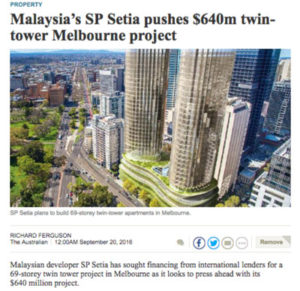 PROPERTY
Malaysia's SP Setia pushes $640m twin-
tower Melbourne project
SP Setia plans to build 69-storey twin-tower apartments in Melbourne.
RICHARD FERGUSON
The Australian | 12:00AM September 20, 2016
Remove
Malaysian developer SP Setia has sought financing from international lenders for a
69-storey twin tower project in Melbourne as it looks to press ahead with its
$640 million project.